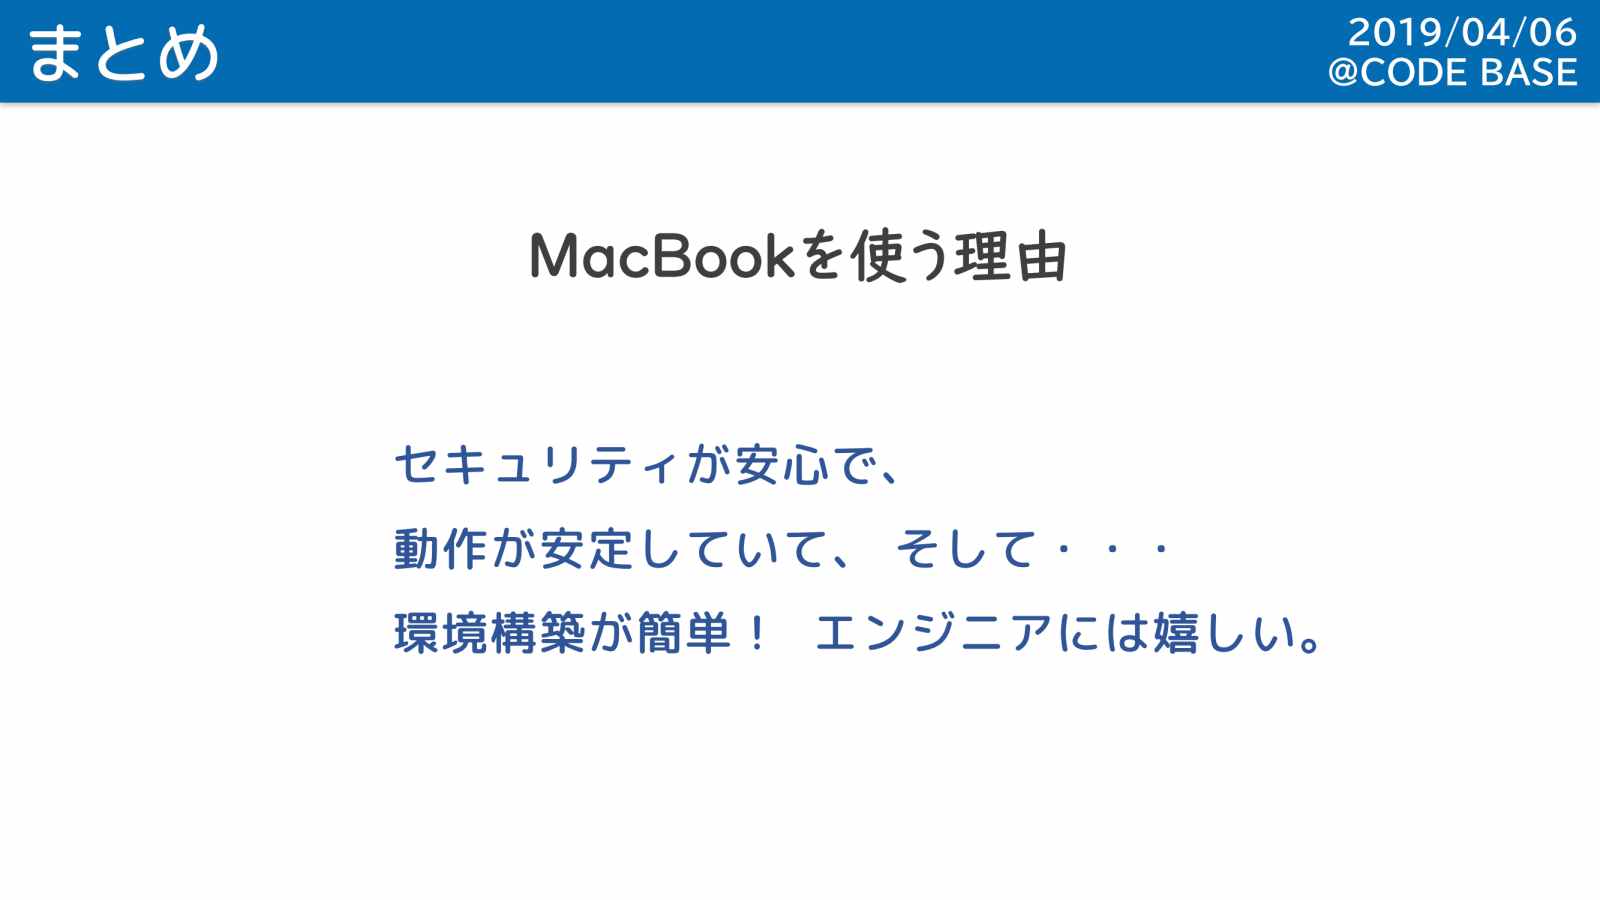 まとめ
2019/04/06
@CODE BASE
MacBookを使う理由
セキュリティが安心で、
動作が安定していて、 そして・・・
環境構築が簡単！ エンジニアには嬉しい。